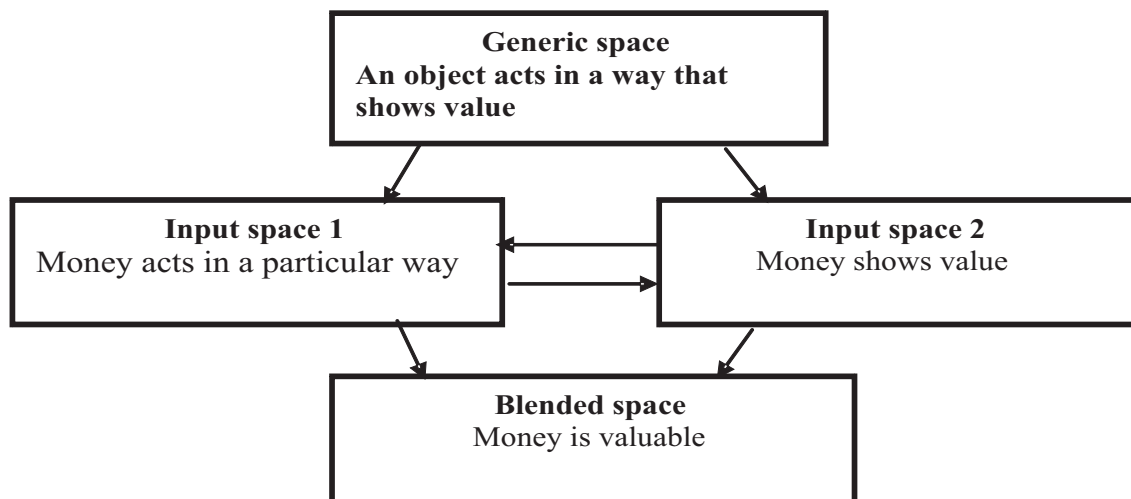 Generic space
An object acts in a way that
shows value
Input space 1
Money acts in a particular way
Input space 2
Money shows value
Blended space
Money is valuable